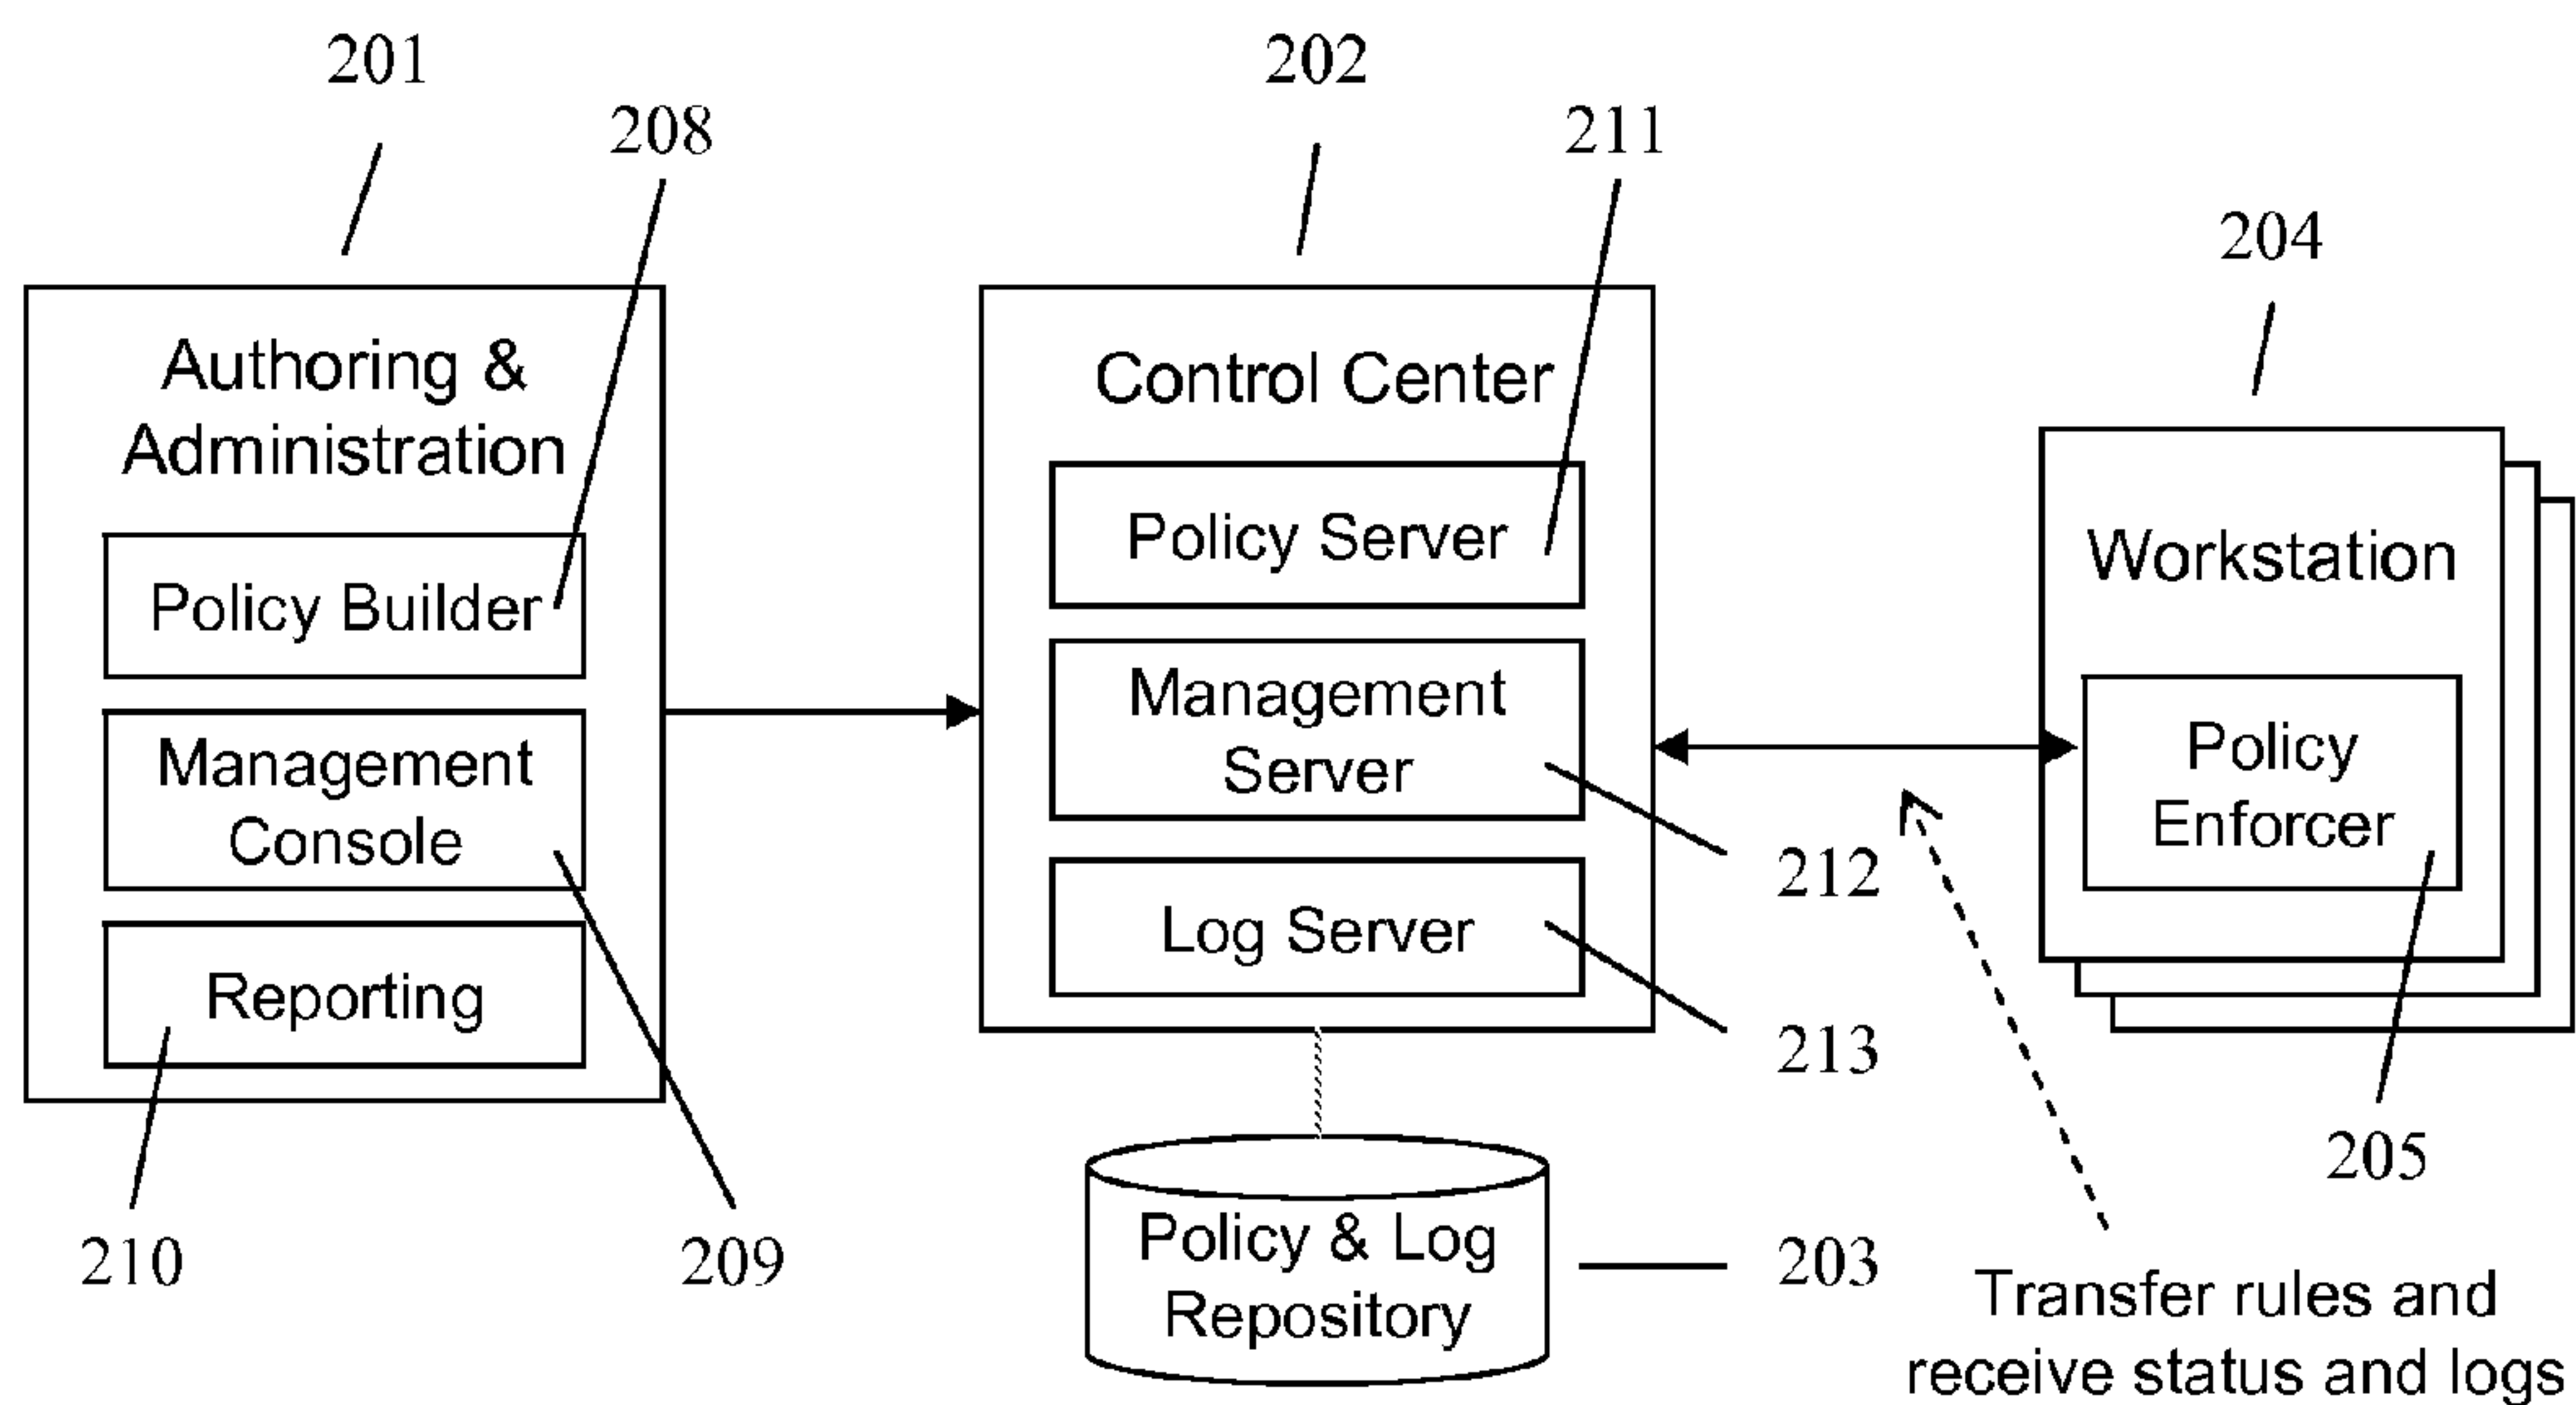 201
208
Authoring &
Administration
Policy Builder
Management
Console
Reporting
210
209
202
211
Control Center
Policy Server
Management
Server
Log Server
212
213
Policy & Log
Repository
203
204
Workstation
Policy
Enforcer
205
Transfer rules and
receive status and logs